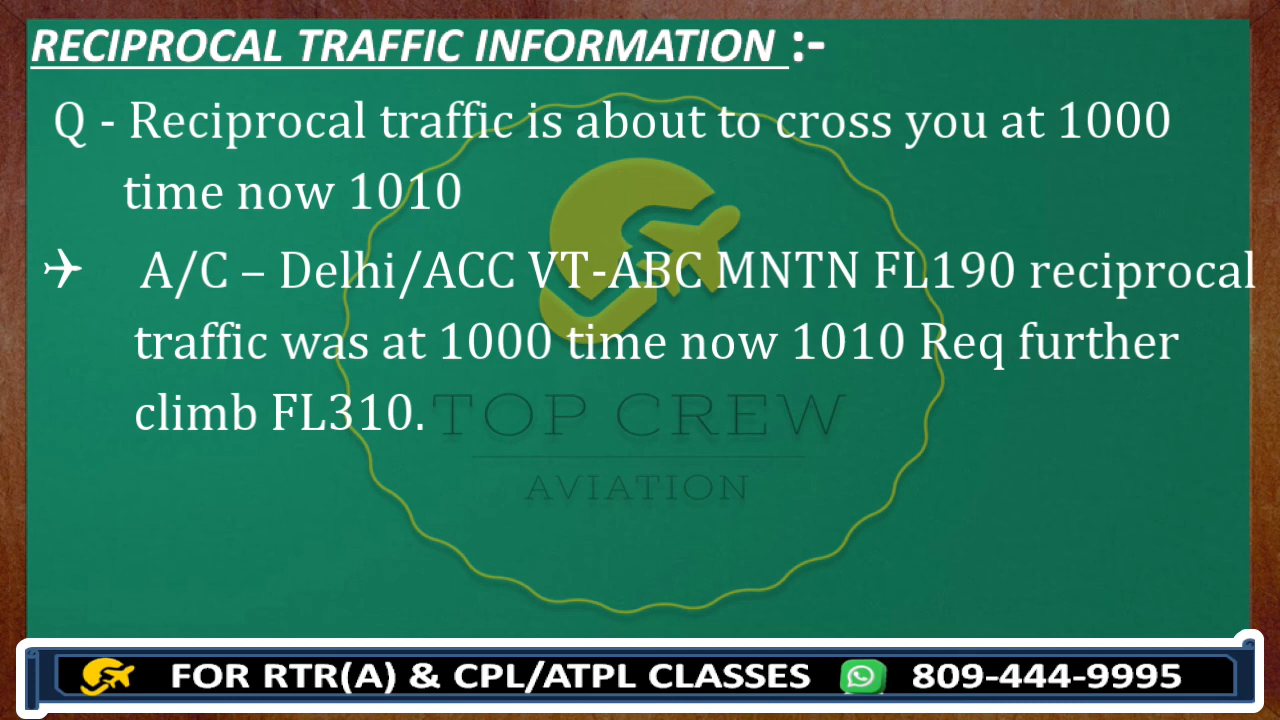 RECIPROCAL TRAFFIC INFORMATION :-
Q - Reciprocal traffic is about to cross you at 1000
time now 1010
✈ A/C – Delhi/ACC VT-ABC MNTN FL190 reciprocal
traffic was at 1000 time now 1010 Req further
climb FL310.
TOP CREW
AVIATION
FOR RTR(A) & CPL/ATPL CLASSES 809-444-9995